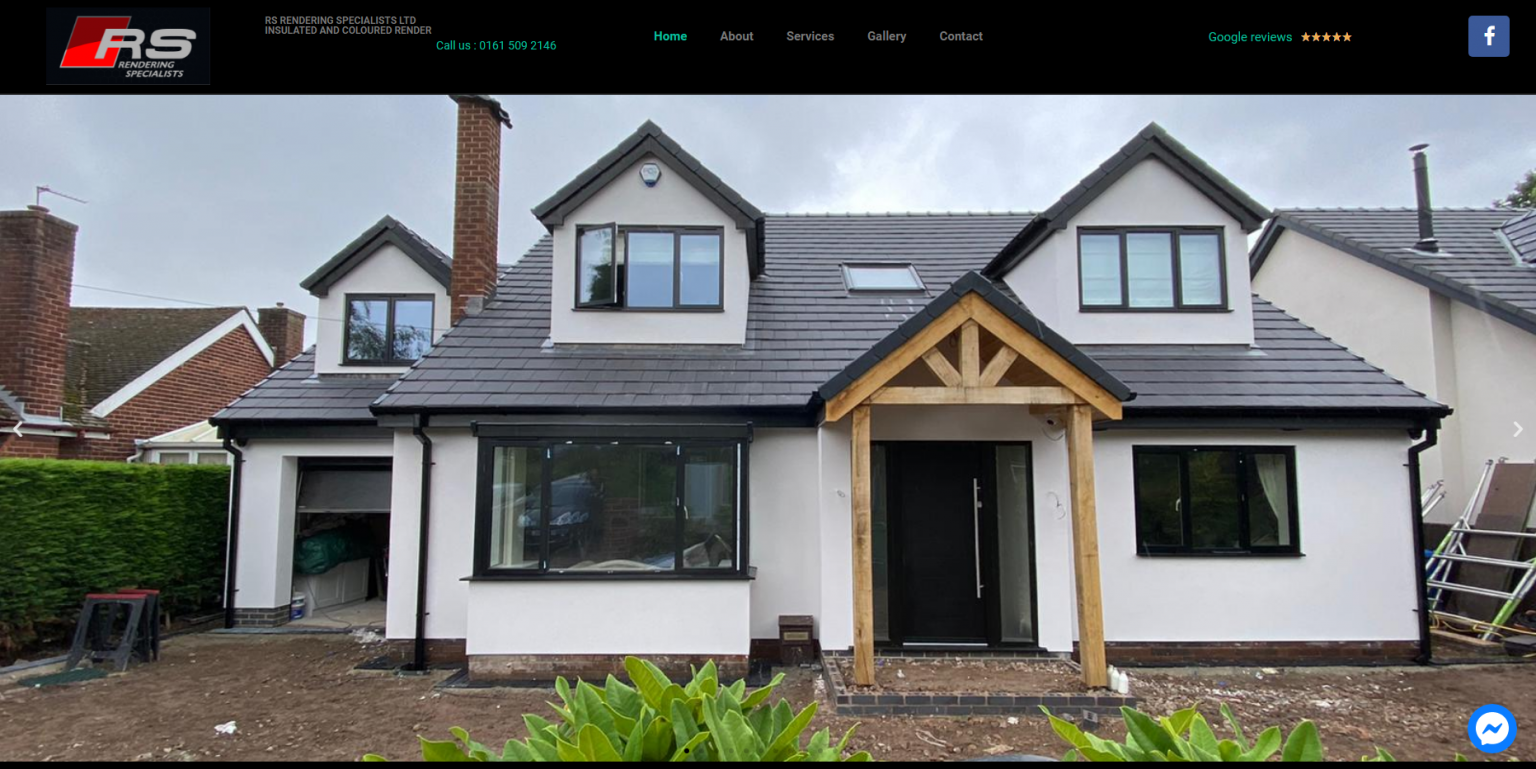 RS
RENDERING
SPECIALISTS
RS RENDERING SPECIALISTS LTD
INSULATED AND COLOURED RENDER
Call us : 0161 509 2146
Home
About
Services
Gallery
Contact
Google reviews